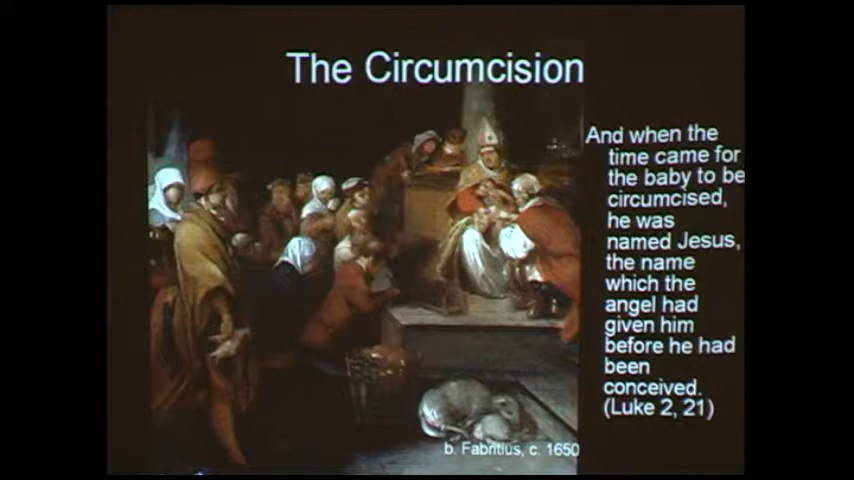 The Circumcision
And when the
time came for
the baby to be
circumcised,
he was
named Jesus,
the name
which the
angel had
given him
before he had
been
conceived.
(Luke 2, 21)
b. Fabritius, c. 1650